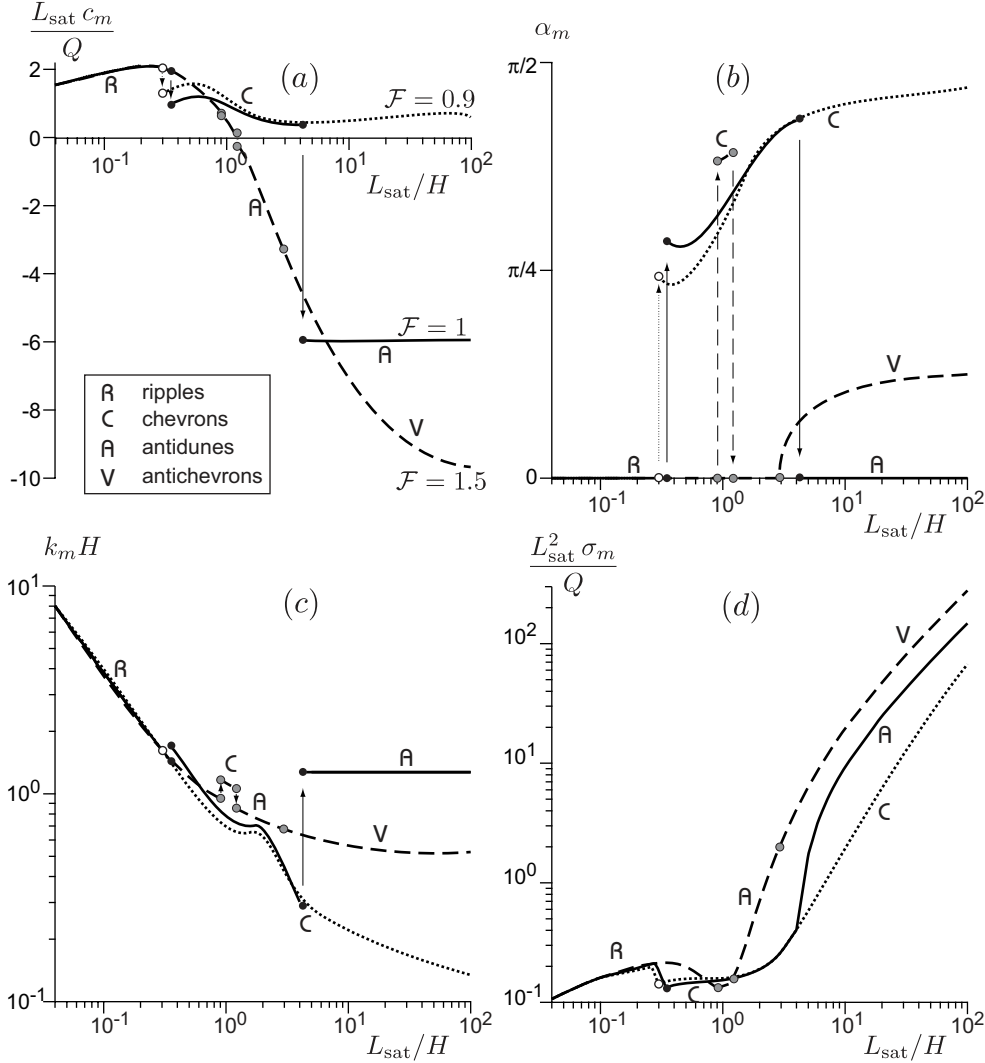 L_sat c_m / Q
(a)
2
0
-2
-4
-6
-8
-10
R
C
F = 0.9
10^-1
10^0
10^1
10^2
L_sat/H
A
F = 1
A
V
F = 1.5
R ripples
C chevrons
A antidunes
V antichevrons
α_m
(b)
π/2
π/4
0
C
C
V
R
A
10^-1
10^0
10^1
10^2
L_sat/H
k_m H
(c)
10^1
10^0
10^-1
R
C
A
A
V
C
10^-1
10^0
10^1
10^2
L_sat/H
L_sat^2 σ_m / Q
(d)
10^2
10^1
10^0
10^-1
V
A
C
A
R
C
10^-1
10^0
10^1
10^2
L_sat/H